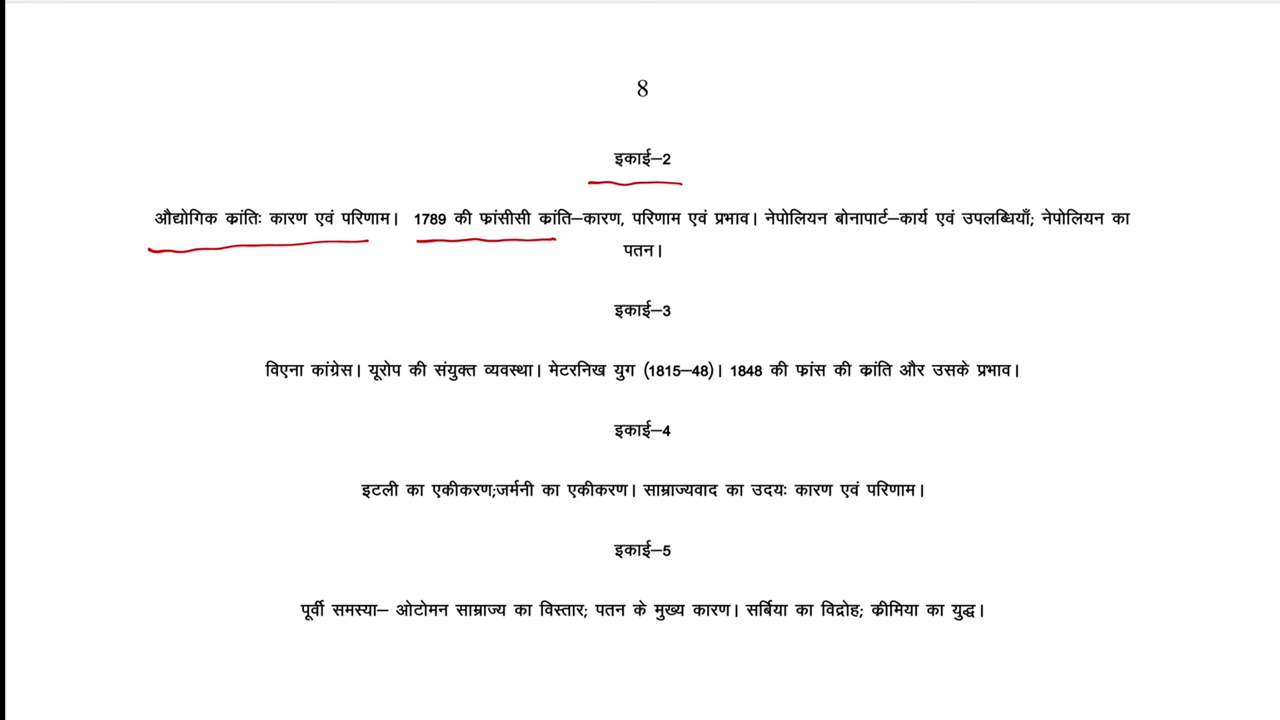 8
इकाई–2
औद्योगिक क्रांतिः कारण एवं परिणाम। 1789 की फ्रांसीसी क्रांति–कारण, परिणाम एवं प्रभाव। नेपोलियन बोनापार्ट–कार्य एवं उपलब्धियाँ; नेपोलियन का
पतन।
इकाई–3
विएना कांग्रेस। यूरोप की संयुक्त व्यवस्था। मेटरनिख युग (1815–48)। 1848 की फ्रांस की क्रांति और उसके प्रभाव।
इकाई–4
इटली का एकीकरण;जर्मनी का एकीकरण। साम्राज्यवाद का उदयः कारण एवं परिणाम।
इकाई–5
पूर्वी समस्या– ओटोमन साम्राज्य का विस्तार; पतन के मुख्य कारण। सर्बिया का विद्रोह; क्रीमिया का युद्ध।